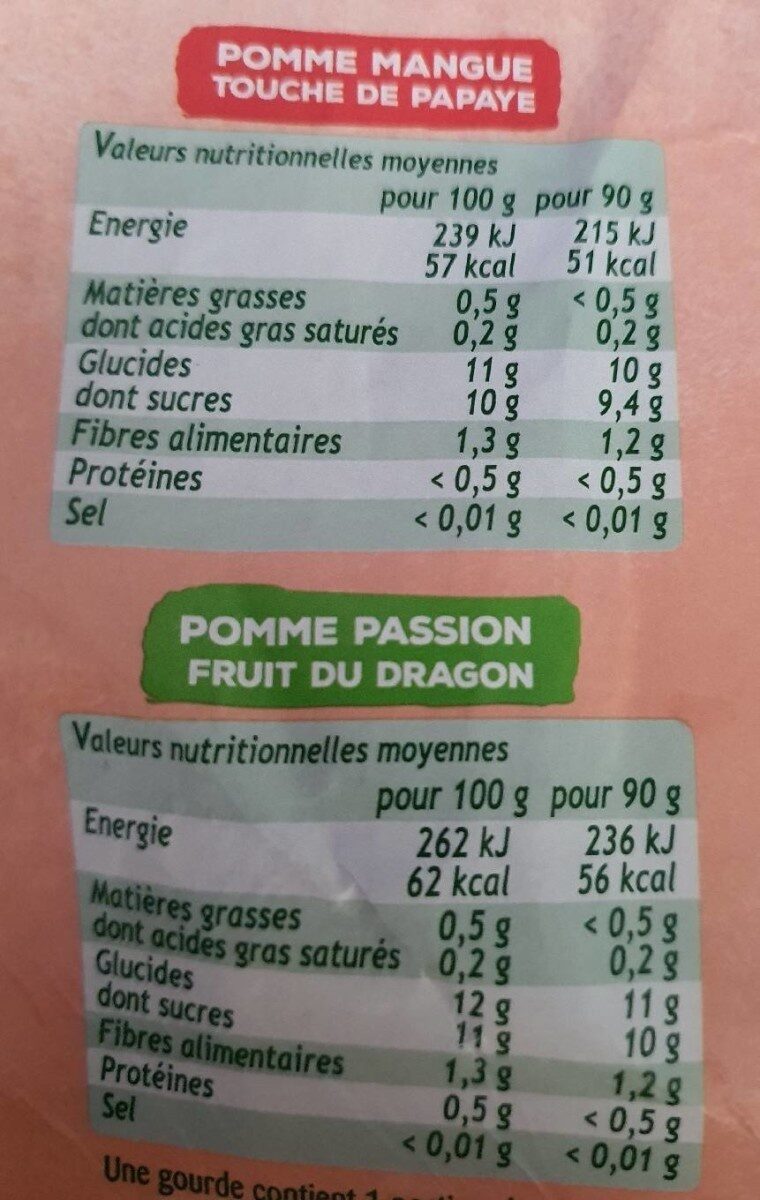 POMME MANGUE
TOUCHE DE PAPAYE
Valeurs nutritionnelles moyennes
pour 100 g pour 90 g
Energie 239 kJ 215 kJ
57 kcal 51 kcal
Matières grasses 0,5 g < 0,5 g
dont acides gras saturés 0,2 g 0,2 g
Glucides 11 g 10 g
dont sucres 10 g 9,4 g
Fibres alimentaires 1,3 g 1,2 g
Protéines < 0,5 g < 0,5 g
Sel < 0,01 g < 0,01 g
POMME PASSION
FRUIT DU DRAGON
Valeurs nutritionnelles moyennes
pour 100 g pour 90 g
Energie 262 kJ 236 kJ
62 kcal 56 kcal
Matières grasses 0,5 g < 0,5 g
dont acides gras saturés 0,2 g 0,2 g
Glucides 12 g 11 g
dont sucres 11 g 10 g
Fibres alimentaires 1,3 g 1,2 g
Protéines 0,5 g < 0,5 g
Sel < 0,01 g < 0,01 g
Une gourde contient 1